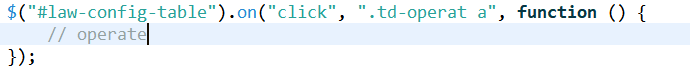 $("#law-config-table").on("click", ".td-operat a", function () {
    // operate
});